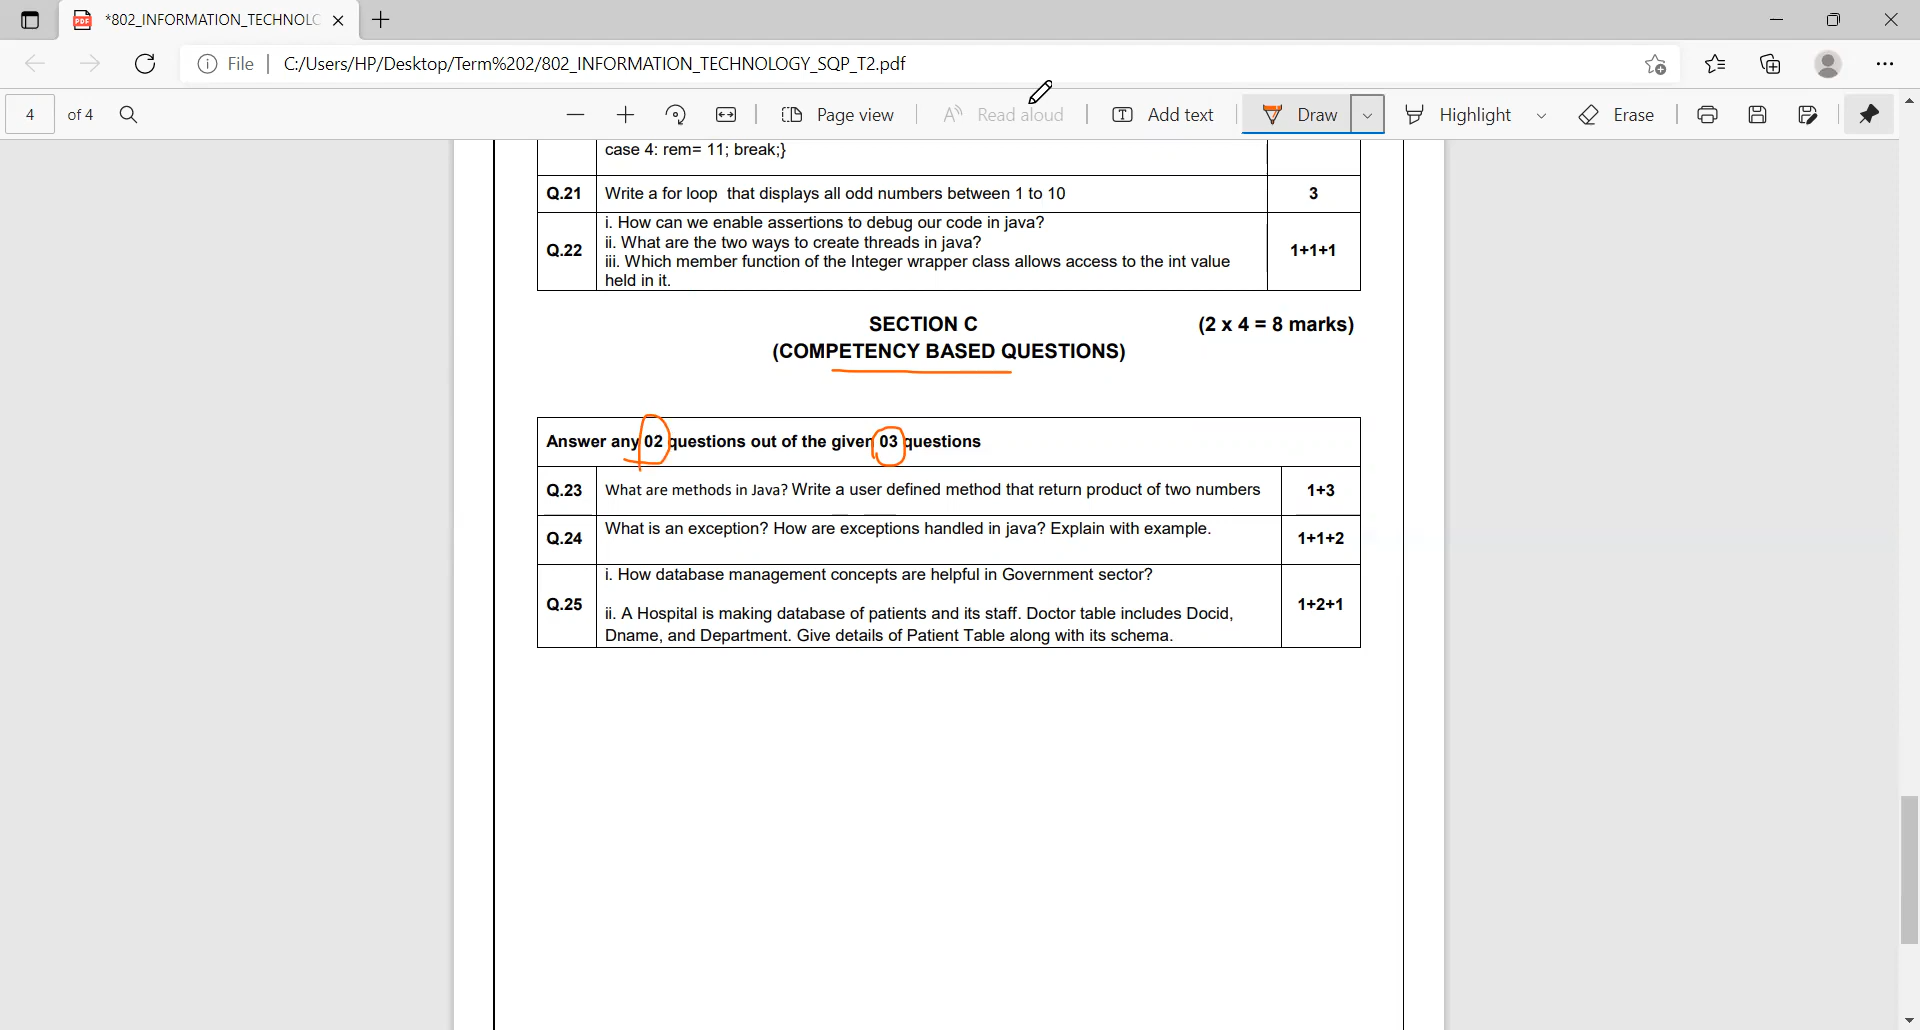 *802_INFORMATION_TECHNOLO
File
C:/Users/HP/Desktop/Term%202/802_INFORMATION_TECHNOLOGY_SQP_T2.pdf
4 of 4
Page view
Read aloud
Add text
Draw
Highlight
Erase
case 4: rem= 11; break;}
Q.21 Write a for loop that displays all odd numbers between 1 to 10 3
i. How can we enable assertions to debug our code in java?
ii. What are the two ways to create threads in java?
Q.22 1+1+1
iii. Which member function of the Integer wrapper class allows access to the int value
held in it.
SECTION C (2 x 4 = 8 marks)
(COMPETENCY BASED QUESTIONS)
Answer any 02 questions out of the given 03 questions
Q.23 What are methods in Java? Write a user defined method that return product of two numbers 1+3
What is an exception? How are exceptions handled in java? Explain with example.
Q.24 1+1+2
i. How database management concepts are helpful in Government sector?
Q.25 1+2+1
ii. A Hospital is making database of patients and its staff. Doctor table includes Docid,
Dname, and Department. Give details of Patient Table along with its schema.